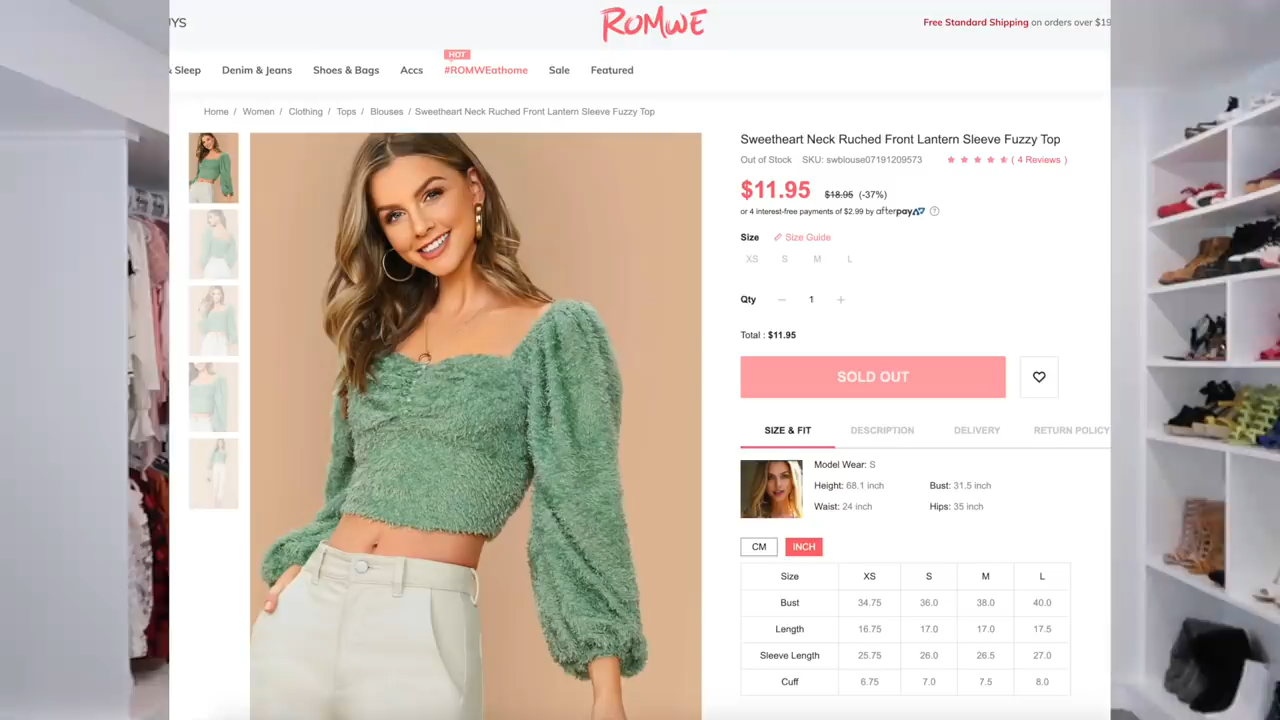 ROMWE
Free Standard Shipping on orders over $19
Sleep Denim & Jeans Shoes & Bags Accs HOT #ROMWEathome Sale Featured
Home / Women / Clothing / Tops / Blouses / Sweetheart Neck Ruched Front Lantern Sleeve Fuzzy Top
Sweetheart Neck Ruched Front Lantern Sleeve Fuzzy Top
Out of Stock SKU: swblouse07191209573 ( 4 Reviews )
$11.95 $18.95 (-37%)
or 4 interest-free payments of $2.99 by afterpay ?
Size Size Guide
XS S M L
Qty − 1 +
Total : $11.95
SOLD OUT
SIZE & FIT DESCRIPTION DELIVERY RETURN POLICY
Model Wear: S
Height: 68.1 inch Bust: 31.5 inch
Waist: 24 inch Hips: 35 inch
CM INCH
Size XS S M L
Bust 34.75 36.0 38.0 40.0
Length 16.75 17.0 17.0 17.5
Sleeve Length 25.75 26.0 26.5 27.0
Cuff 6.75 7.0 7.5 8.0